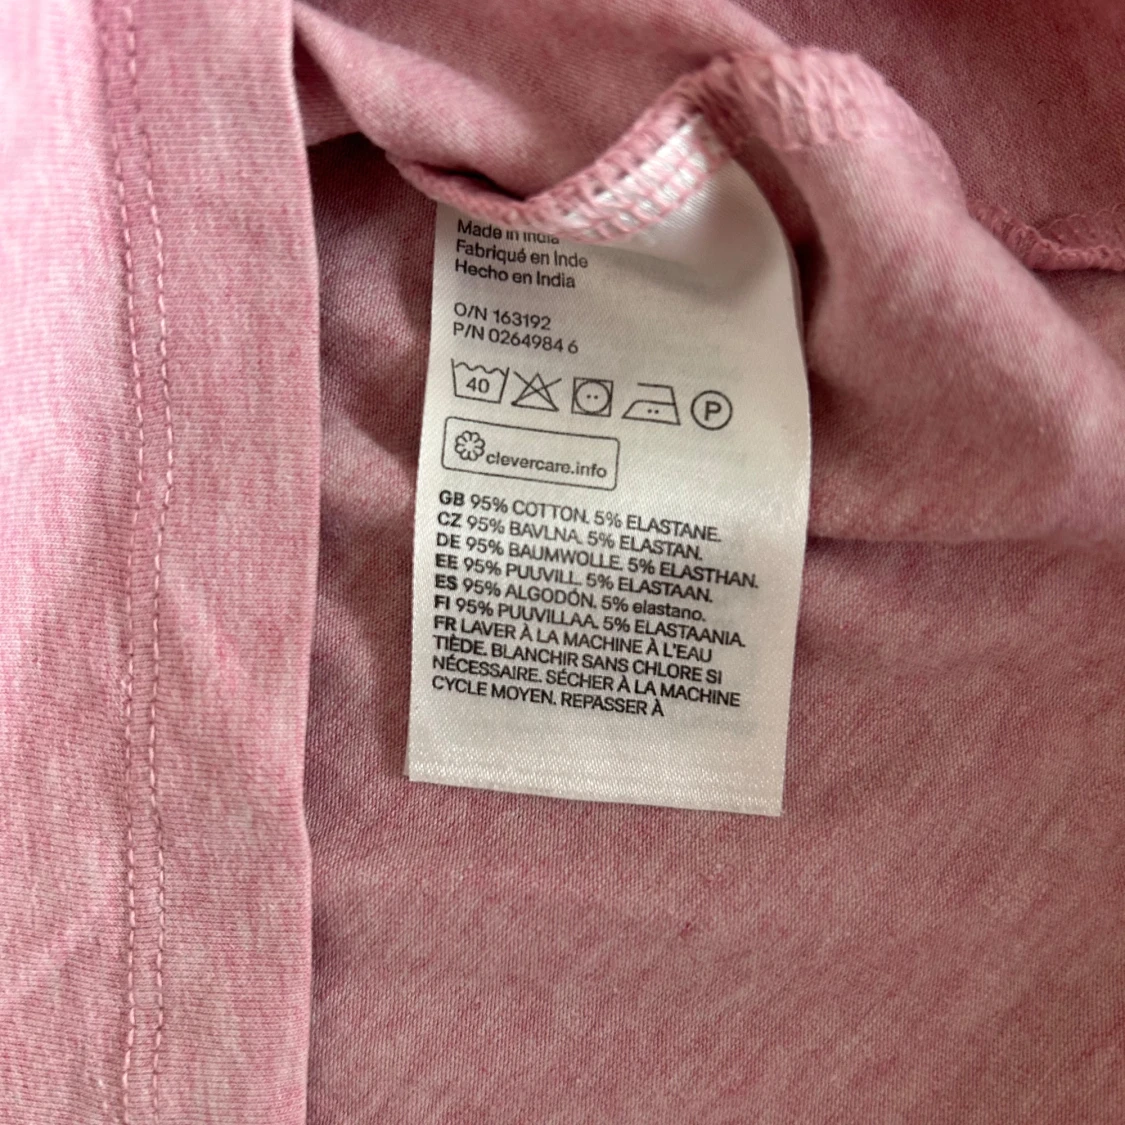 Made in India
Fabriqué en Inde
Hecho en India
O/N 163192
P/N 0264984 6
40 P
clevercare.info
GB 95% COTTON. 5% ELASTANE.
CZ 95% BAVLNA. 5% ELASTAN.
DE 95% BAUMWOLLE. 5% ELASTHAN.
EE 95% PUUVILL. 5% ELASTAAN.
ES 95% ALGODÓN. 5% elastano.
FI 95% PUUVILLAA. 5% ELASTAANIA.
FR LAVER À LA MACHINE À L'EAU
TIÈDE. BLANCHIR SANS CHLORE SI
NÉCESSAIRE. SÉCHER À LA MACHINE
CYCLE MOYEN. REPASSER À